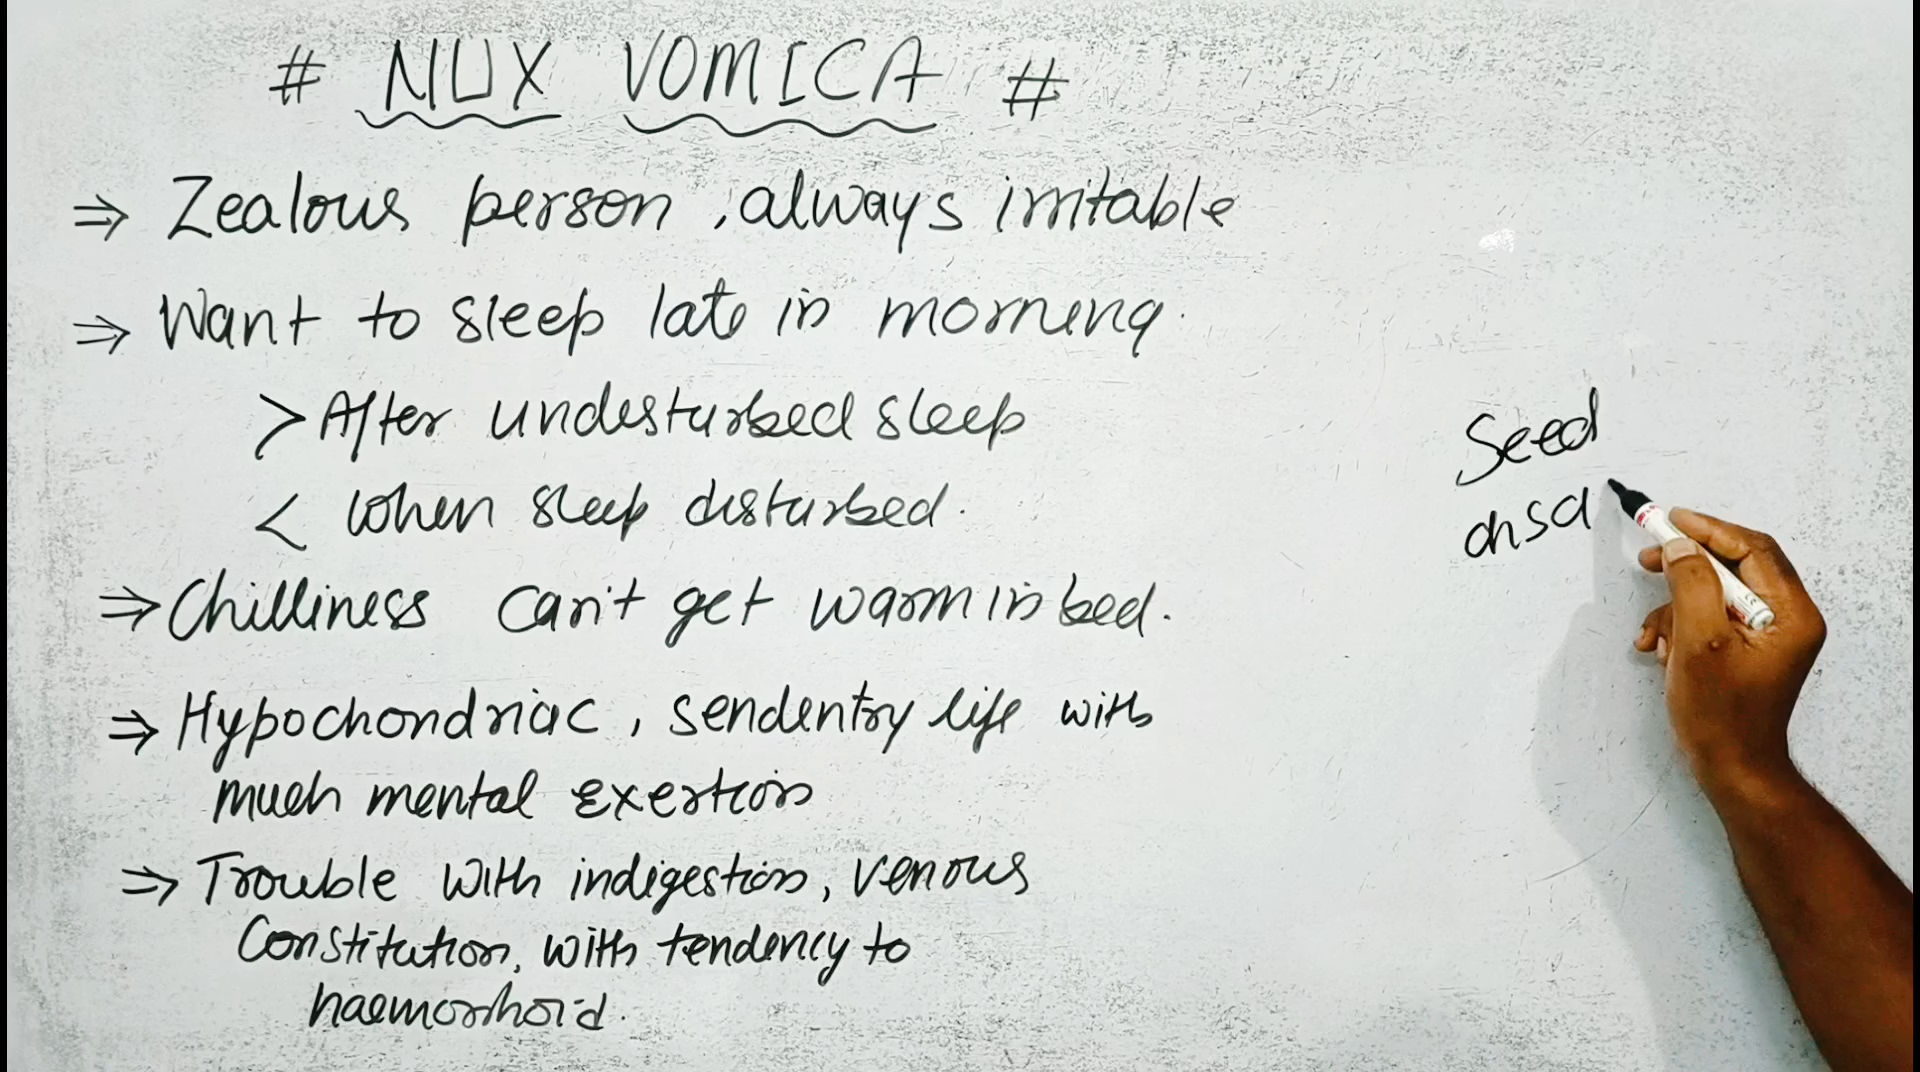 # NUX VOMICA #
⇒ Zealous person, always irritable
⇒ Want to sleep late in morning.
> After undesturbed sleep
< When sleep disturbed.
⇒ Chilliness can't get warm in bed.
⇒ Hypochondriac, sendentry life with
much mental exertion
⇒ Trouble with indigestion, venous
Constitution, with tendency to
haemorrhoid.
Seed